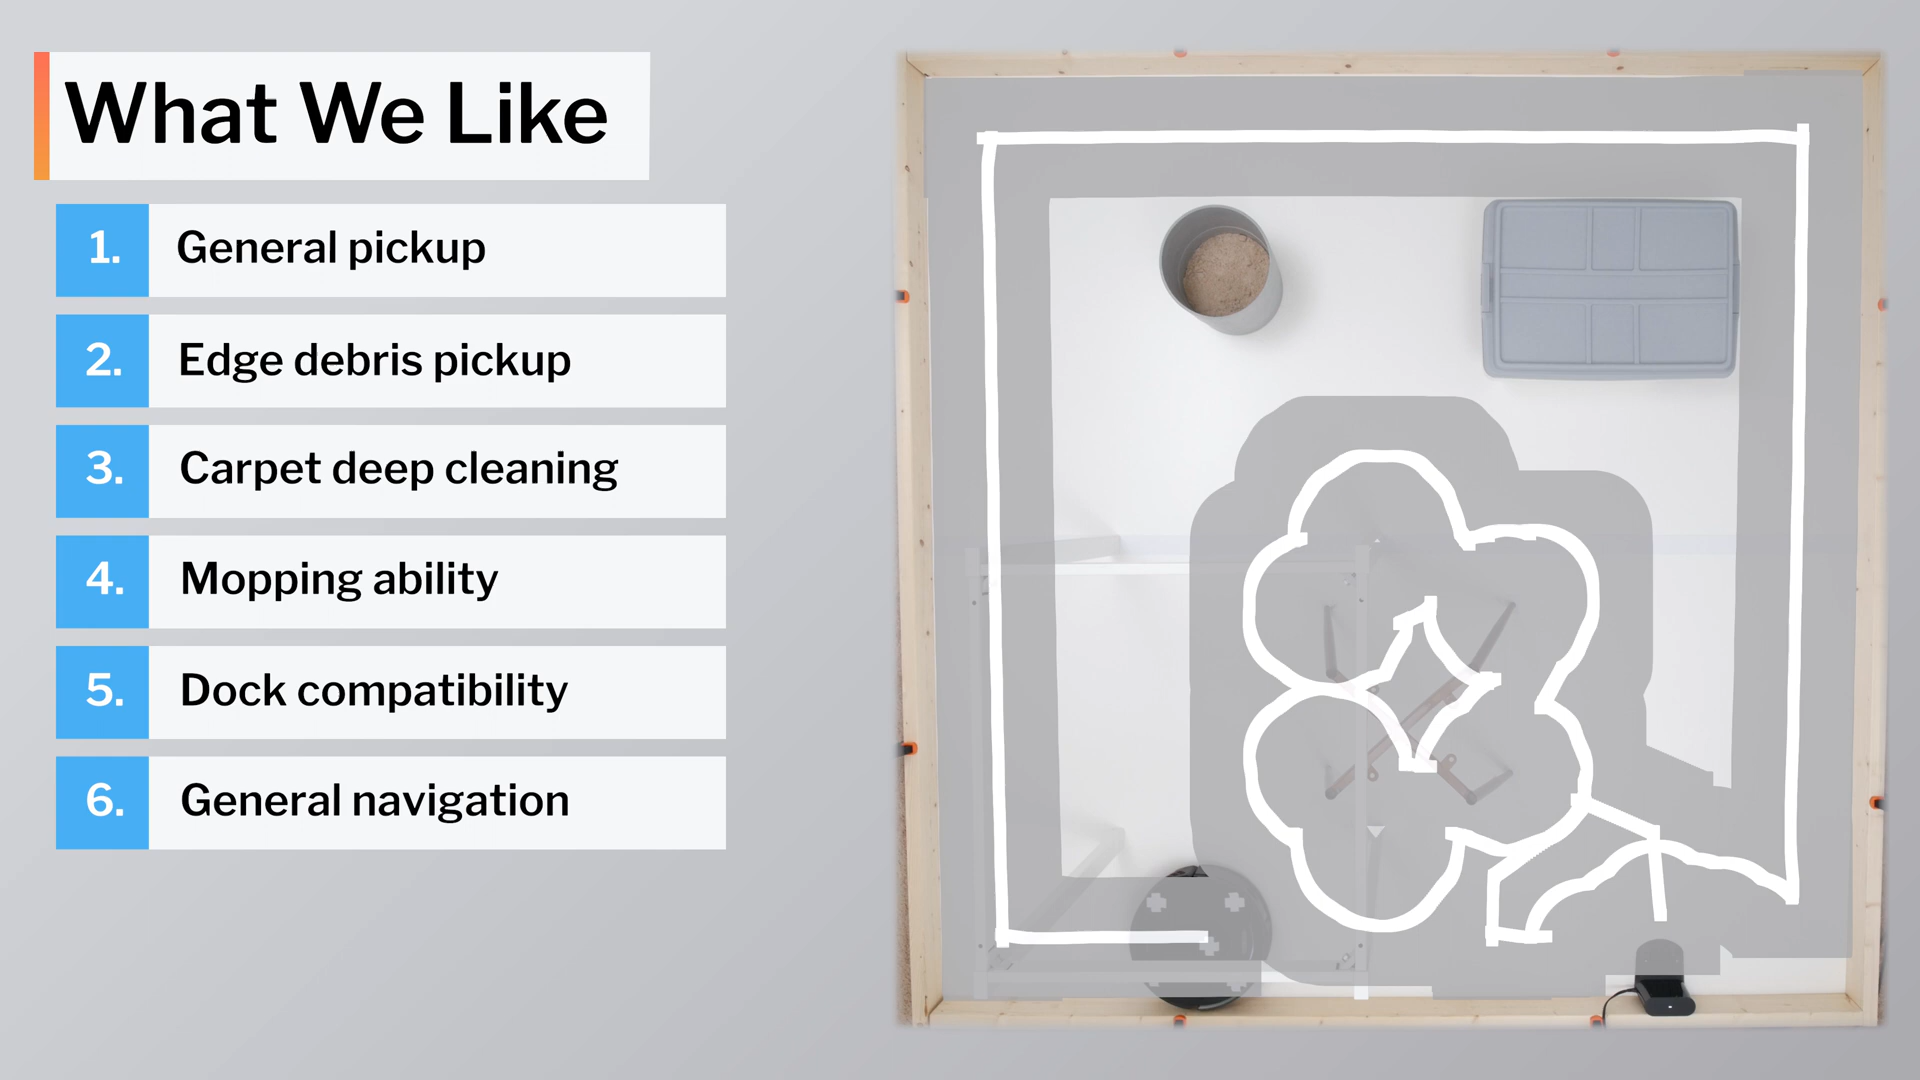 What We Like
1. General pickup
2. Edge debris pickup
3. Carpet deep cleaning
4. Mopping ability
5. Dock compatibility
6. General navigation